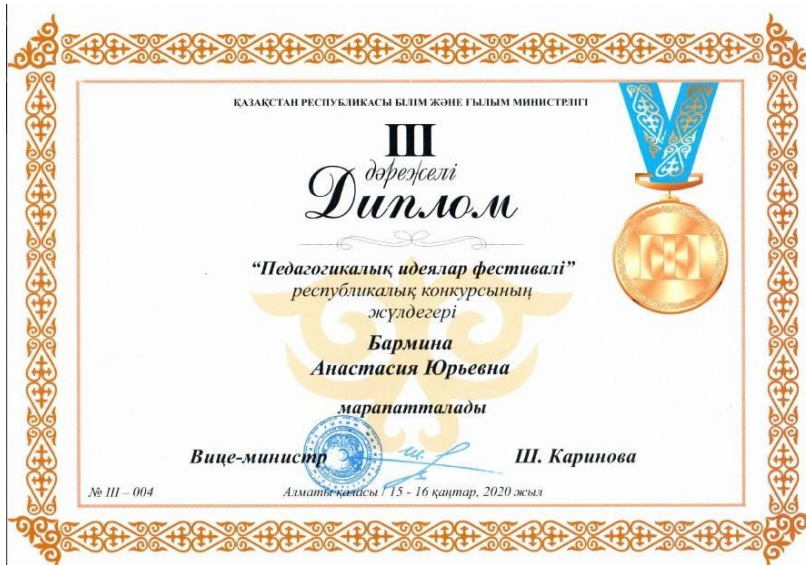 ҚАЗАҚСТАН РЕСПУБЛИКАСЫ БІЛІМ ЖӘНЕ ҒЫЛЫМ МИНИСТРЛІГІ
III
дәрежелі
Диплом
III
“Педагогикалық идеялар фестивалі”
республикалық конкурсының
жүлдегері
Бармина
Анастасия Юрьевна
марапатталады
Вице-министр Ш. Каринова
№ III – 004 Алматы қаласы / 15 - 16 қаңтар, 2020 жыл